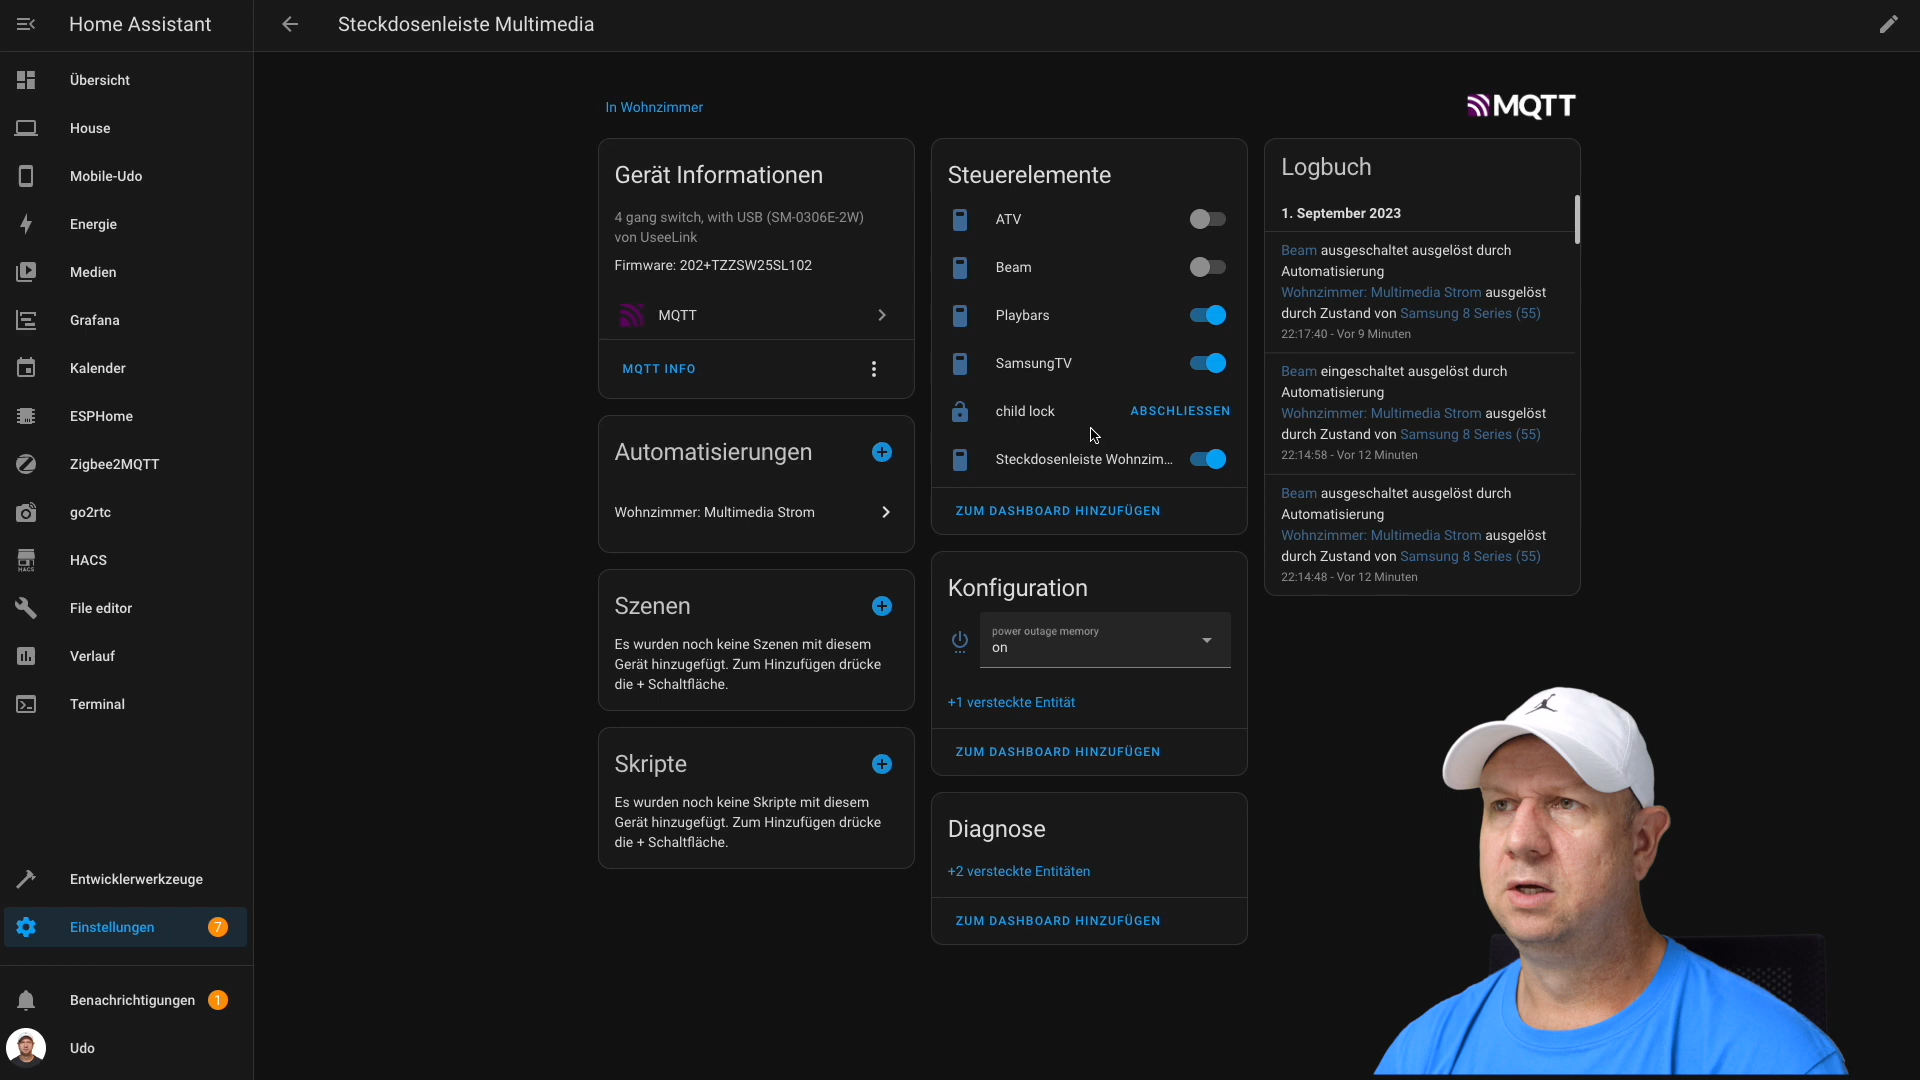 Home Assistant
Steckdosenleiste Multimedia
Übersicht
House
Mobile-Udo
Energie
Medien
Grafana
Kalender
ESPHome
Zigbee2MQTT
go2rtc
HACS
HACS
File editor
Verlauf
Terminal
Entwicklerwerkzeuge
Einstellungen 7
Benachrichtigungen 1
Udo
In Wohnzimmer
MQTT
Gerät Informationen
4 gang switch, with USB (SM-0306E-2W)
von UseeLink
Firmware: 202+TZZSW25SL102
MQTT
MQTT INFO
Automatisierungen
Wohnzimmer: Multimedia Strom
Szenen
Es wurden noch keine Szenen mit diesem
Gerät hinzugefügt. Zum Hinzufügen drücke
die + Schaltfläche.
Skripte
Es wurden noch keine Skripte mit diesem
Gerät hinzugefügt. Zum Hinzufügen drücke
die + Schaltfläche.
Steuerelemente
ATV
Beam
Playbars
SamsungTV
child lock ABSCHLIESSEN
Steckdosenleiste Wohnzim...
ZUM DASHBOARD HINZUFÜGEN
Konfiguration
power outage memory
on
+1 versteckte Entität
ZUM DASHBOARD HINZUFÜGEN
Diagnose
+2 versteckte Entitäten
ZUM DASHBOARD HINZUFÜGEN
Logbuch
1. September 2023
Beam ausgeschaltet ausgelöst durch
Automatisierung
Wohnzimmer: Multimedia Strom ausgelöst
durch Zustand von Samsung 8 Series (55)
22:17:40 - Vor 9 Minuten
Beam eingeschaltet ausgelöst durch
Automatisierung
Wohnzimmer: Multimedia Strom ausgelöst
durch Zustand von Samsung 8 Series (55)
22:14:58 - Vor 12 Minuten
Beam ausgeschaltet ausgelöst durch
Automatisierung
Wohnzimmer: Multimedia Strom ausgelöst
durch Zustand von Samsung 8 Series (55)
22:14:48 - Vor 12 Minuten